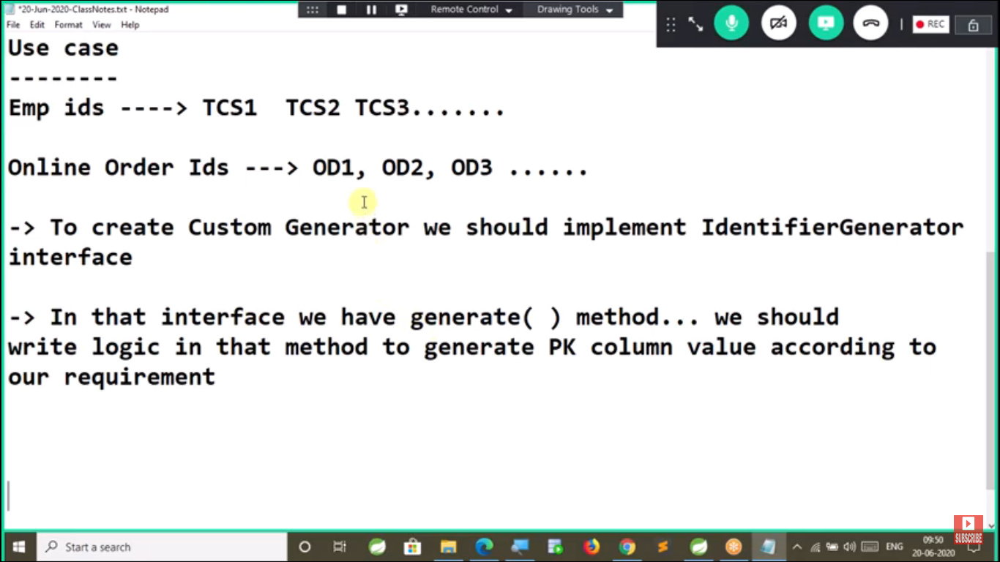 *20-Jun-2020-ClassNotes.txt - Notepad
Remote Control
Drawing Tools
File Edit Format View Help
REC
Use case
--------
Emp ids ----> TCS1 TCS2 TCS3.......
Online Order Ids ---> OD1, OD2, OD3 ......
-> To create Custom Generator we should implement IdentifierGenerator
interface
-> In that interface we have generate( ) method... we should
write logic in that method to generate PK column value according to
our requirement
SUBSCRIBE
Start a search
ENG
09:50
20-06-2020